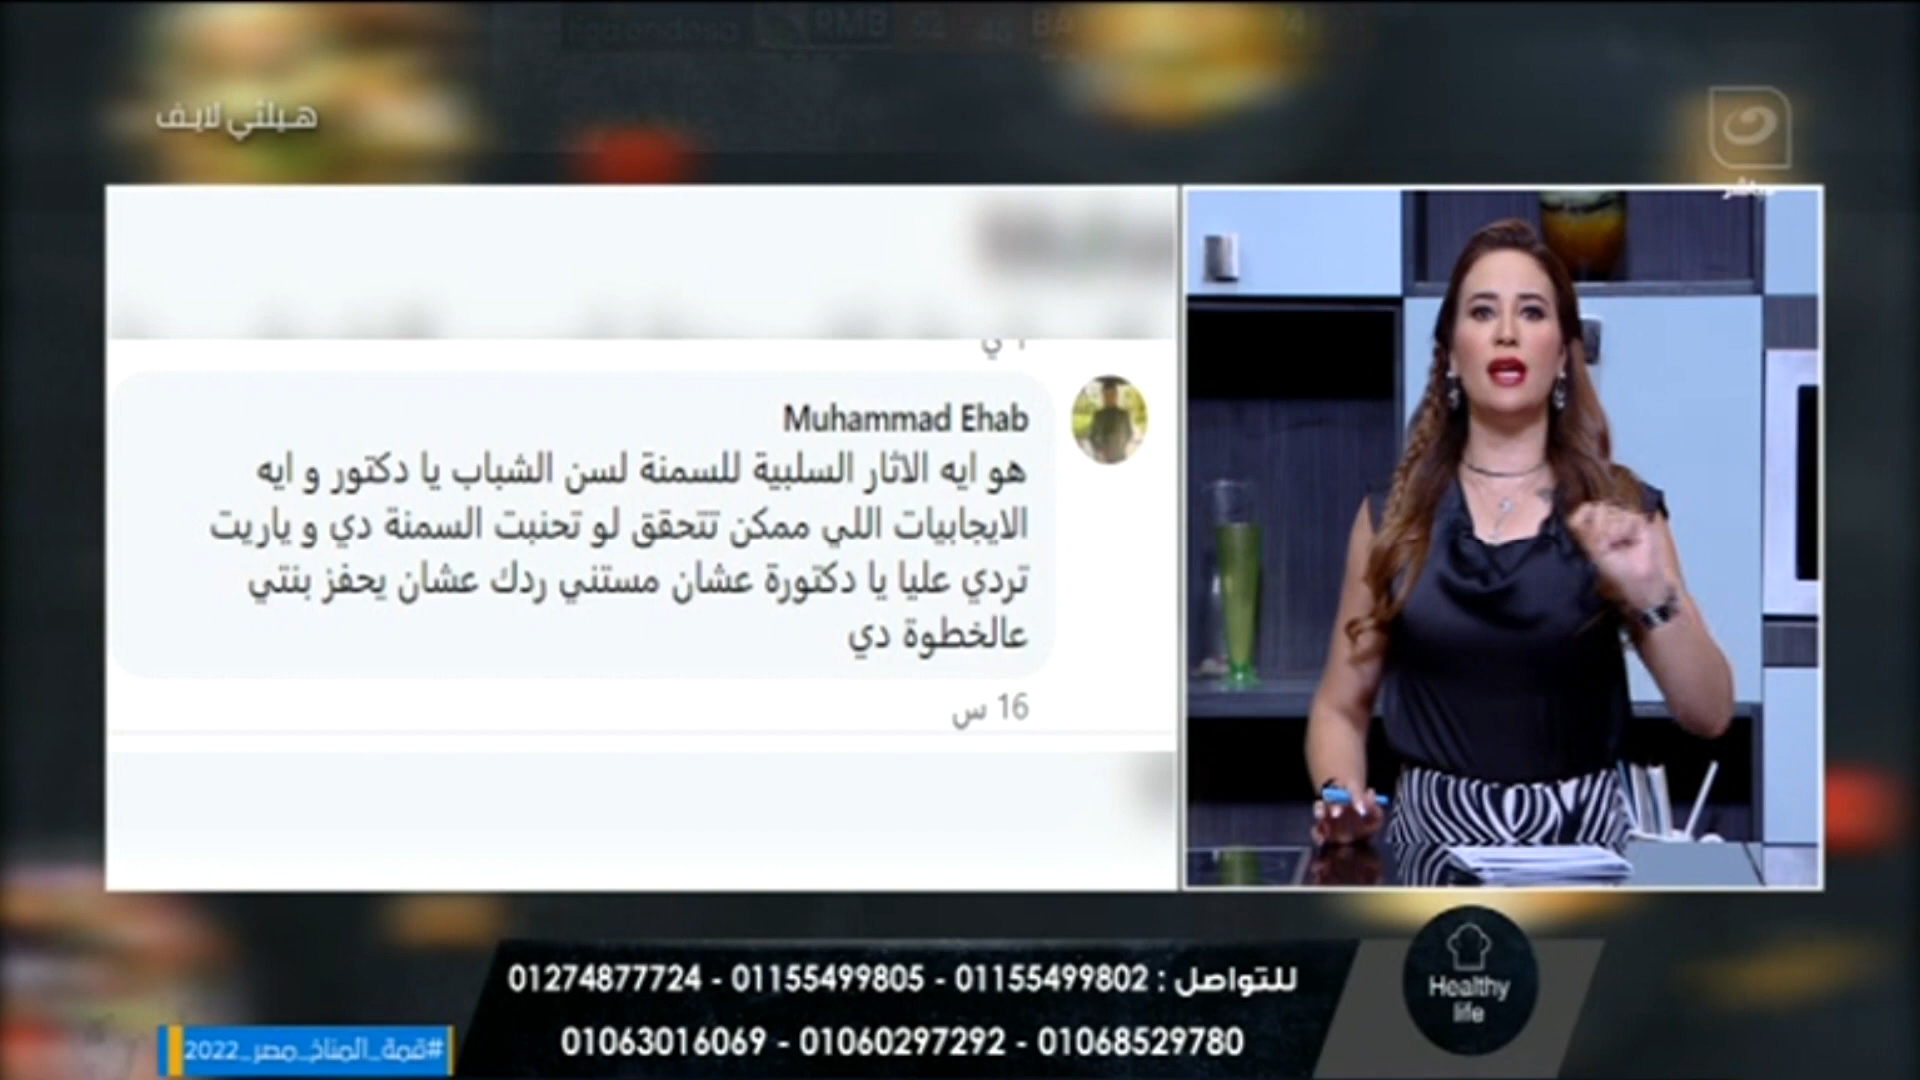 هيلثي لايف
مباشر
Muhammad Ehab
هو ايه الاثار السلبية للسمنة لسن الشباب يا دكتور و ايه
الايجابيات اللي ممكن تتحقق لو تحنبت السمنة دي و ياريت
تردي عليا يا دكتورة عشان مستني ردك عشان يحفز بنتي
عالخطوة دي
16 س
للتواصل : 01155499802 - 01155499805 - 01274877724
01068529780 - 01060297292 - 01063016069
Healthy
life
#قمة_المناخ_مصر_2022